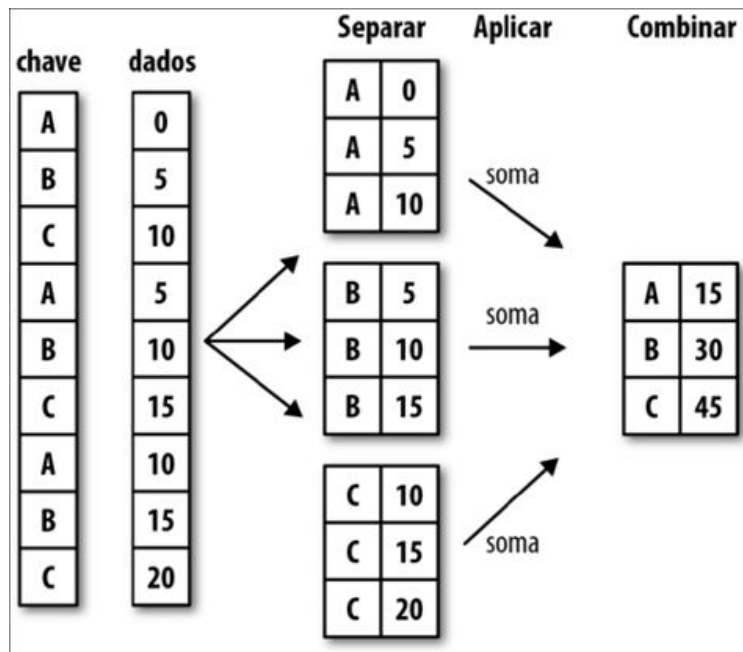 Separar Aplicar Combinar
chave dados
A 0
B 5
C 10
A 5
B 10
C 15
A 10
B 15
C 20
A 0
A 5
A 10
B 5
B 10
B 15
C 10
C 15
C 20
soma
soma
soma
A 15
B 30
C 45